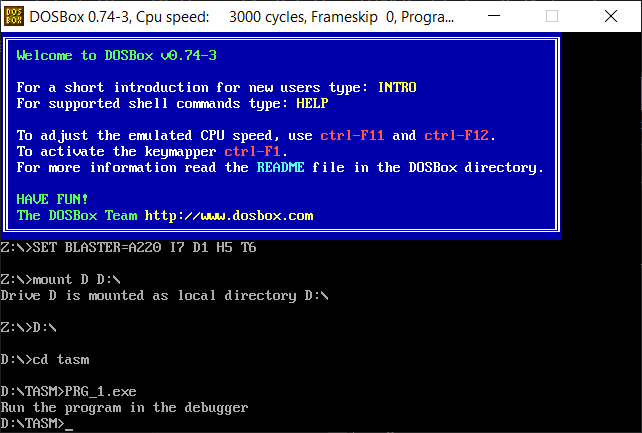 DOSBox 0.74-3, Cpu speed: 3000 cycles, Frameskip 0, Progra...
Welcome to DOSBox v0.74-3
For a short introduction for new users type: INTRO
For supported shell commands type: HELP
To adjust the emulated CPU speed, use ctrl-F11 and ctrl-F12.
To activate the keymapper ctrl-F1.
For more information read the README file in the DOSBox directory.
HAVE FUN!
The DOSBox Team http://www.dosbox.com
Z:\>SET BLASTER=A220 I7 D1 H5 T6
Z:\>mount D D:\
Drive D is mounted as local directory D:\
Z:\>D:\
D:\>cd tasm
D:\TASM>PRG_1.exe
Run the program in the debugger
D:\TASM>_